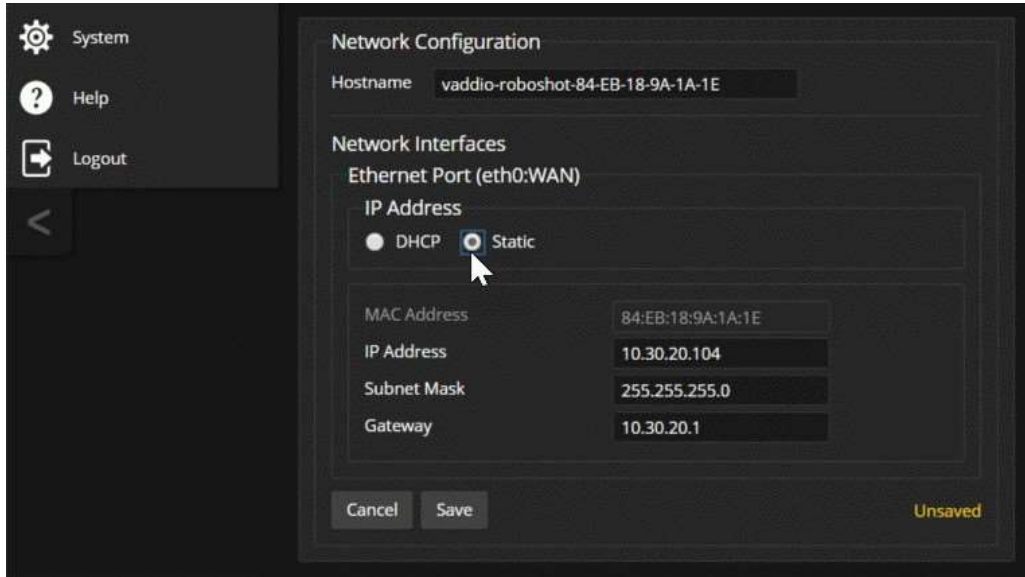 System
Help
Logout
<
Network Configuration
Hostname vaddio-roboshot-84-EB-18-9A-1A-1E
Network Interfaces
Ethernet Port (eth0:WAN)
IP Address
DHCP Static
MAC Address 84:EB:18:9A:1A:1E
IP Address 10.30.20.104
Subnet Mask 255.255.255.0
Gateway 10.30.20.1
Cancel Save Unsaved